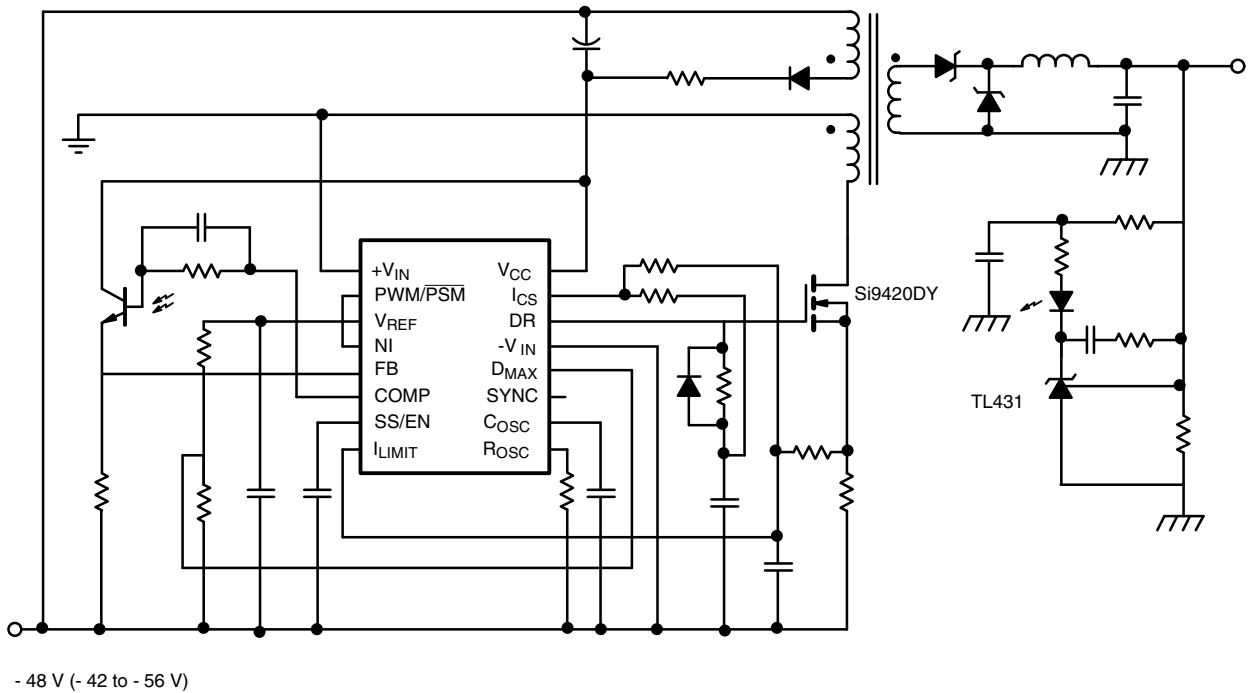 +VIN
PWM/PSM
VREF
NI
FB
COMP
SS/EN
ILIMIT
VCC
ICS
DR
-V IN
DMAX
SYNC
COSC
ROSC
Si9420DY
TL431
- 48 V (- 42 to - 56 V)